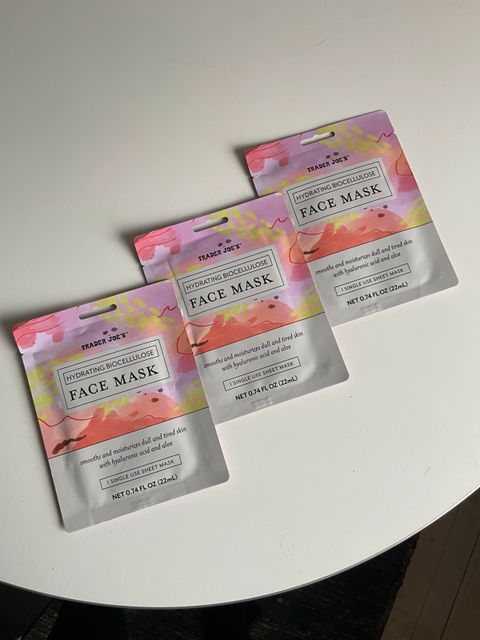 TRADER JOE'S
HYDRATING BIOCELLULOSE
FACE MASK
smooths and moisturizes dull and tired skin
with hyaluronic acid and aloe
1 SINGLE USE SHEET MASK
NET 0.74 FL OZ (22mL)
TRADER JOE'S
HYDRATING BIOCELLULOSE
FACE MASK
smooths and moisturizes dull and tired skin
with hyaluronic acid and aloe
1 SINGLE USE SHEET MASK
NET 0.74 FL OZ (22mL)
TRADER JOE'S
HYDRATING BIOCELLULOSE
FACE MASK
smooths and moisturizes dull and tired skin
with hyaluronic acid and aloe
1 SINGLE USE SHEET MASK
NET 0.74 FL OZ (22mL)